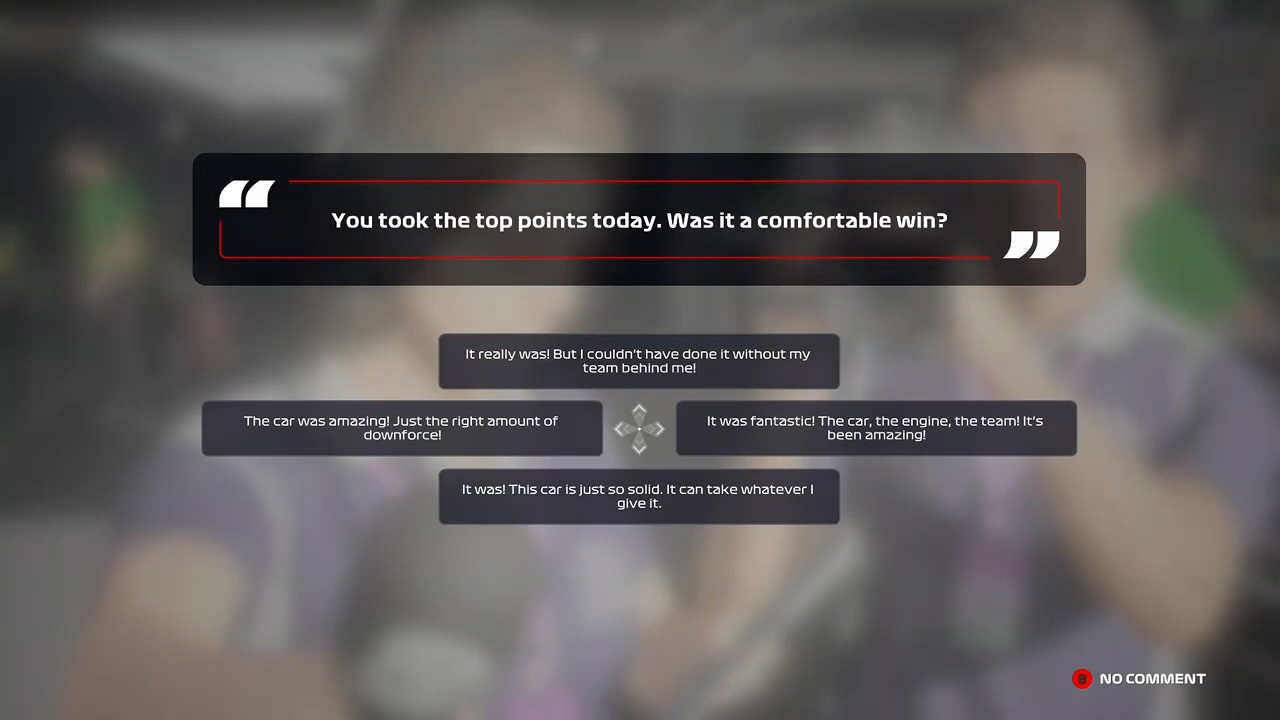 You took the top points today. Was it a comfortable win?
It really was! But I couldn't have done it without my
team behind me!
The car was amazing! Just the right amount of
downforce!
It was fantastic! The car, the engine, the team! It's
been amazing!
It was! This car is just so solid. It can take whatever I
give it.
B NO COMMENT